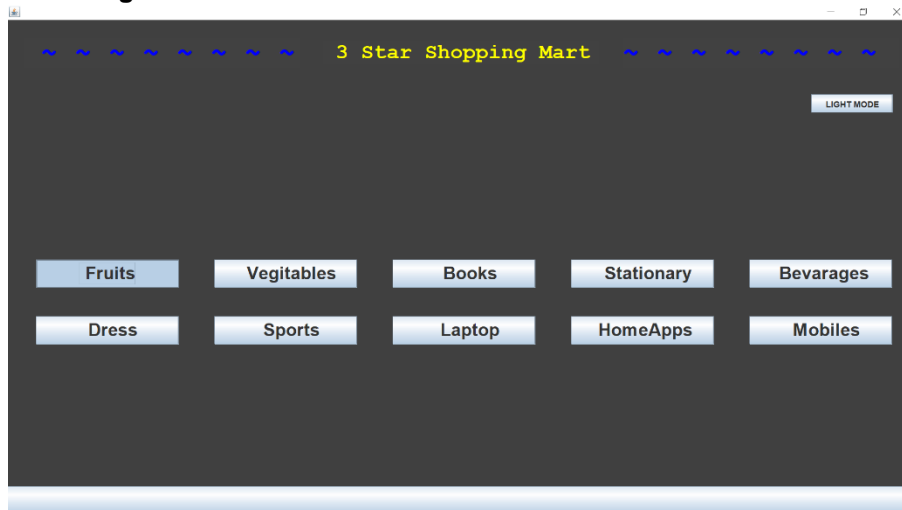 ~ ~ ~ ~ ~ ~ ~ ~ 3 Star Shopping Mart ~ ~ ~ ~ ~ ~ ~ ~
LIGHT MODE
Fruits Vegitables Books Stationary Bevarages
Dress Sports Laptop HomeApps Mobiles